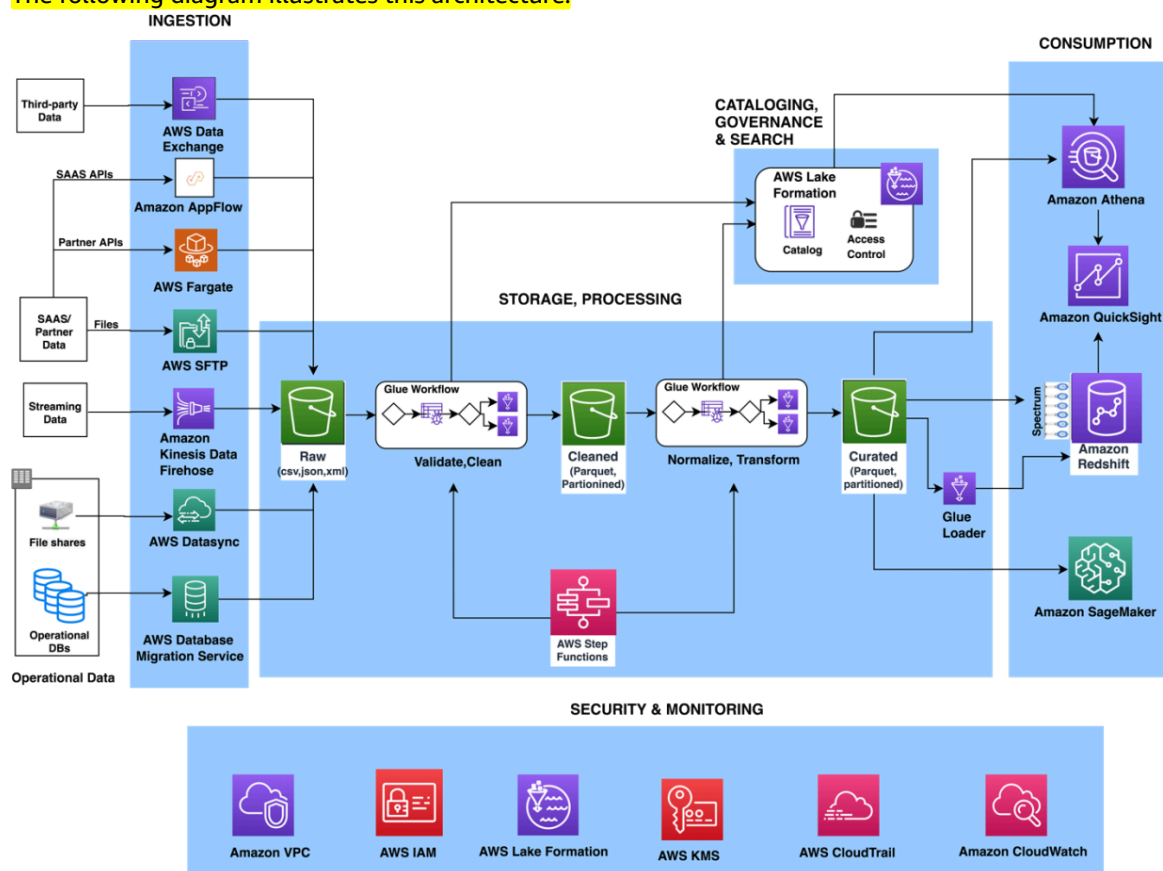 The following diagram illustrates this architecture.
INGESTION
CONSUMPTION
Third-party
Data
AWS Data
Exchange
SAAS APIs
Amazon AppFlow
Partner APIs
AWS Fargate
SAAS/
Partner
Data
Files
AWS SFTP
Streaming
Data
Amazon
Kinesis Data
Firehose
File shares
AWS Datasync
Operational
DBs
AWS Database
Migration Service
Operational Data
CATALOGING,
GOVERNANCE
& SEARCH
AWS Lake
Formation
Catalog
Access
Control
STORAGE, PROCESSING
Raw
(csv,json,xml)
Glue Workflow
Validate,Clean
Cleaned
(Parquet,
Partionined)
Glue Workflow
Normalize, Transform
Curated
(Parquet,
partitioned)
Glue
Loader
AWS Step
Functions
Amazon Athena
Amazon QuickSight
Spectrum
Amazon
Redshift
Amazon SageMaker
SECURITY & MONITORING
Amazon VPC
AWS IAM
AWS Lake Formation
AWS KMS
AWS CloudTrail
Amazon CloudWatch